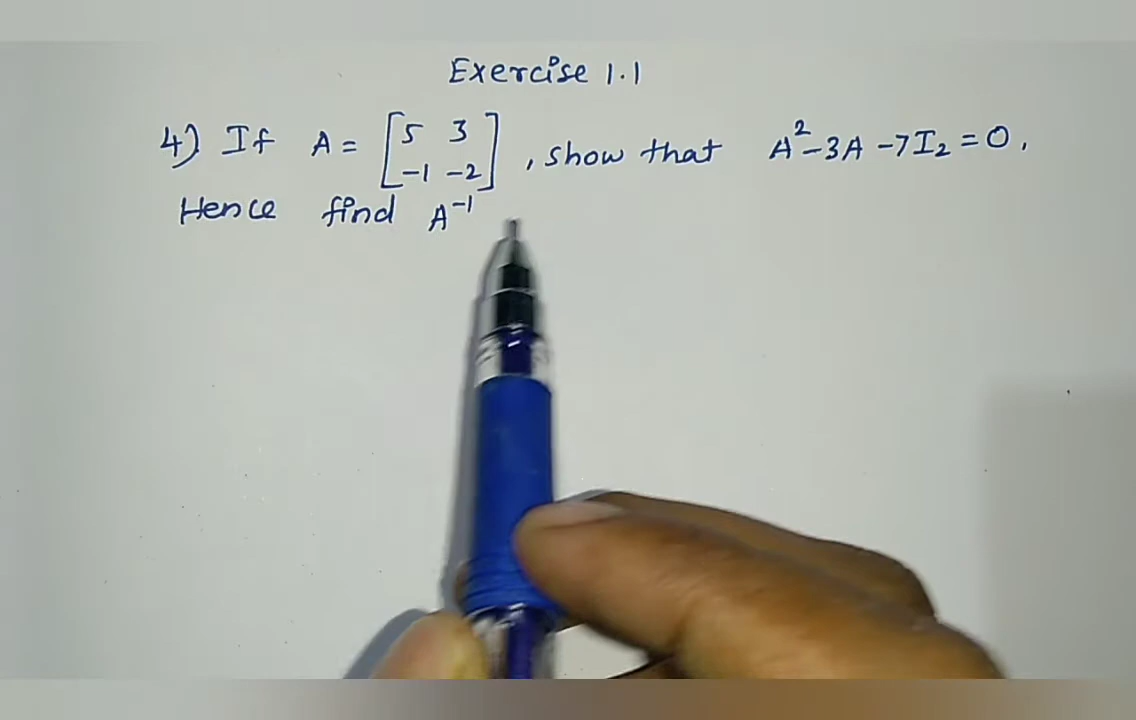 Exercise 1.1
4) If A = [5 3 -1 -2], show that A² - 3A - 7I₂ = 0.
Hence find A⁻¹